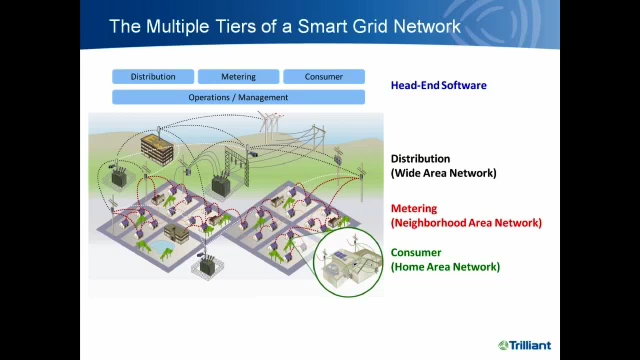 The Multiple Tiers of a Smart Grid Network
Distribution
Metering
Consumer
Operations / Management
Head-End Software
Distribution
(Wide Area Network)
Metering
(Neighborhood Area Network)
Consumer
(Home Area Network)
Trilliant